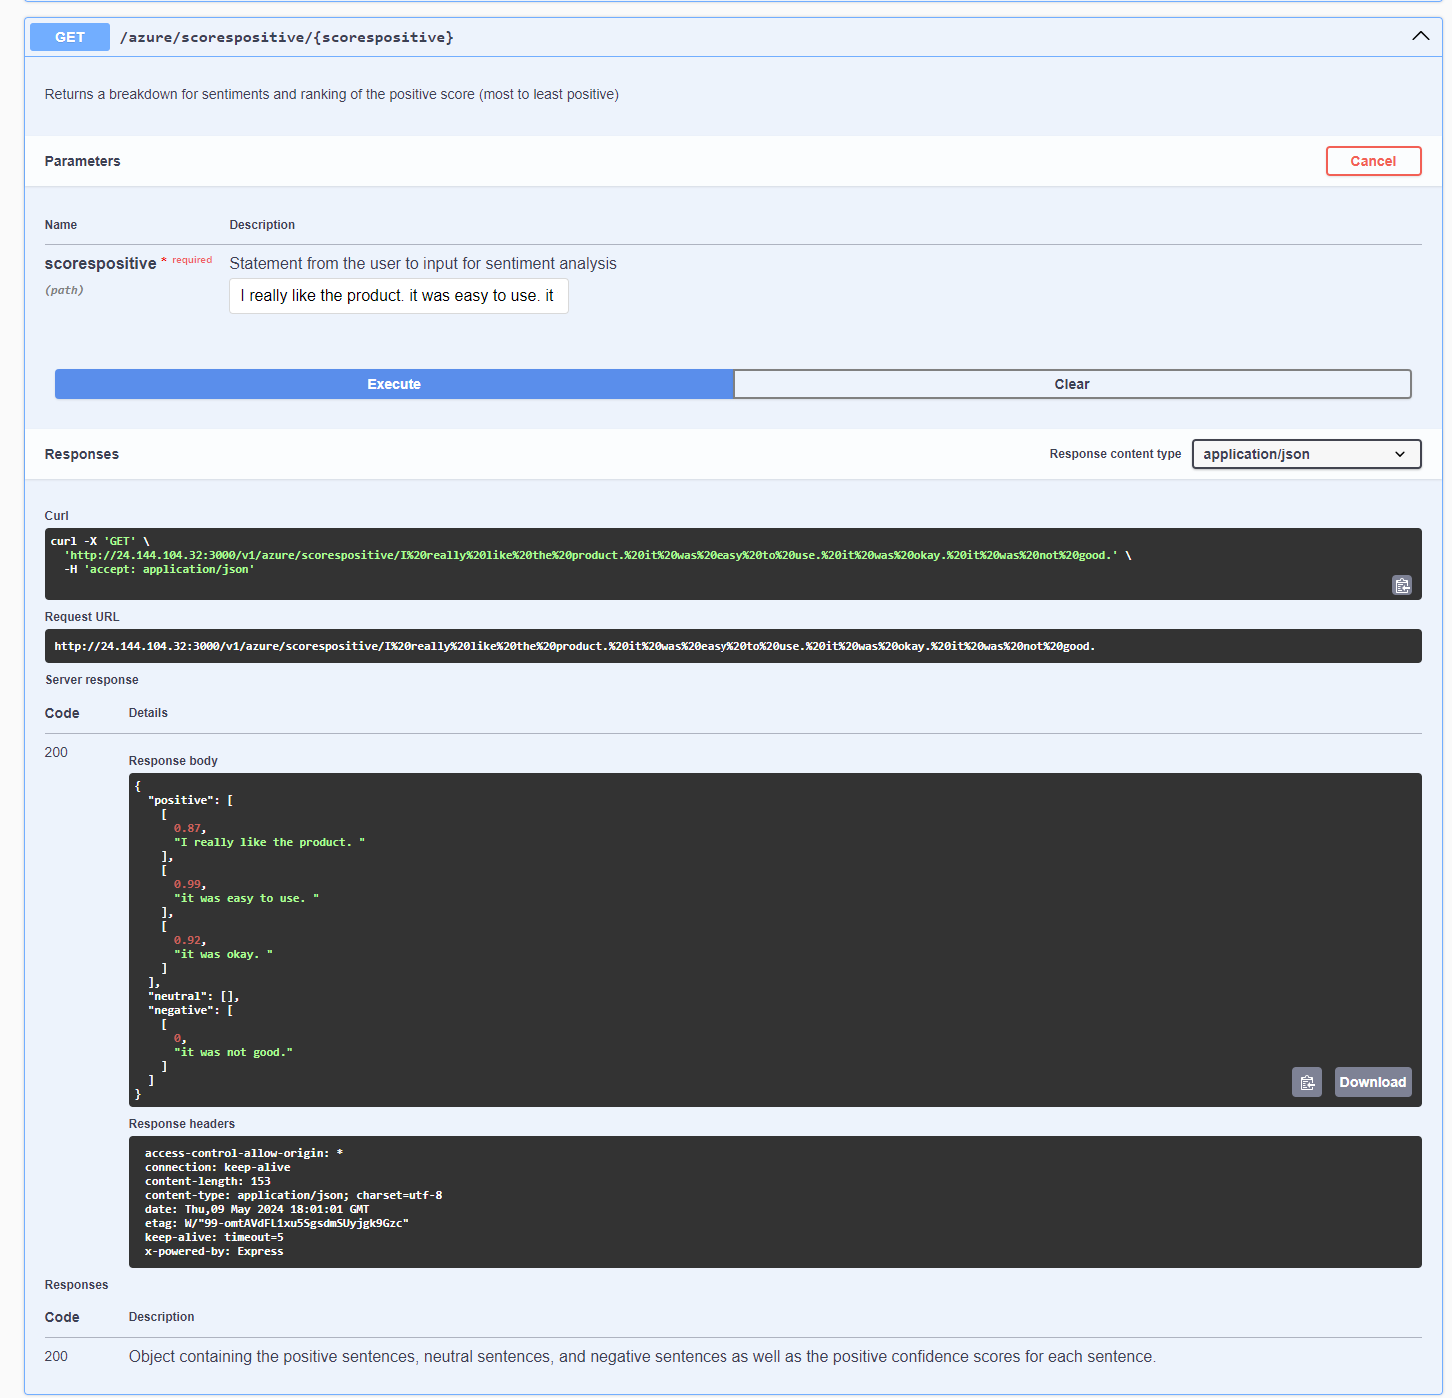 GET /azure/scorespositive/{scorespositive}
Returns a breakdown for sentiments and ranking of the positive score (most to least positive)
Parameters
Cancel
Name Description
scorespositive * required Statement from the user to input for sentiment analysis
(path)
I really like the product. it was easy to use. it
Execute Clear
Responses
Response content type application/json
Curl
curl -X 'GET' \
'http://24.144.104.32:3000/v1/azure/scorespositive/I%20really%20like%20the%20product.%20it%20was%20easy%20to%20use.%20it%20was%20okay.%20it%20was%20not%20good.' \
-H 'accept: application/json'
Request URL
http://24.144.104.32:3000/v1/azure/scorespositive/I%20really%20like%20the%20product.%20it%20was%20easy%20to%20use.%20it%20was%20okay.%20it%20was%20not%20good.
Server response
Code Details
200
Response body
{
"positive": [
[
0.87,
"I really like the product. "
],
[
0.99,
"it was easy to use. "
],
[
0.92,
"it was okay. "
]
],
"neutral": [],
"negative": [
[
0,
"it was not good."
]
]
}
Download
Response headers
access-control-allow-origin: *
connection: keep-alive
content-length: 153
content-type: application/json; charset=utf-8
date: Thu,09 May 2024 18:01:01 GMT
etag: W/"99-omtAVdFL1xu5SgsdmSUyjgk9Gzc"
keep-alive: timeout=5
x-powered-by: Express
Responses
Code Description
200 Object containing the positive sentences, neutral sentences, and negative sentences as well as the positive confidence scores for each sentence.